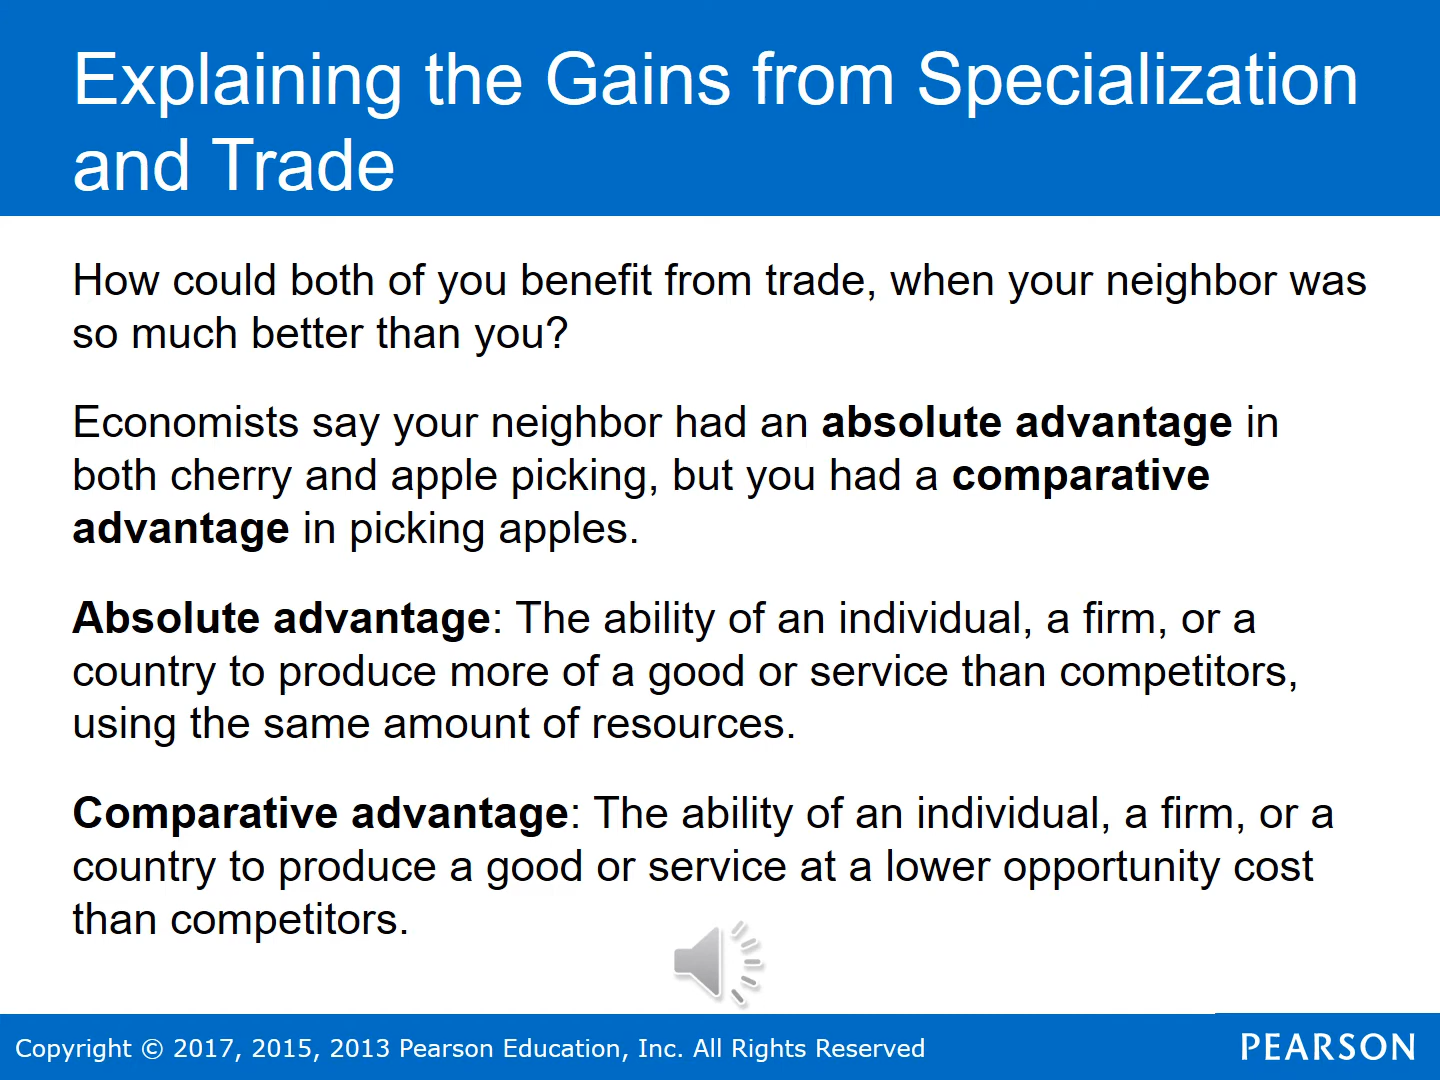 Explaining the Gains from Specialization
and Trade
How could both of you benefit from trade, when your neighbor was
so much better than you?
Economists say your neighbor had an absolute advantage in
both cherry and apple picking, but you had a comparative
advantage in picking apples.
Absolute advantage: The ability of an individual, a firm, or a
country to produce more of a good or service than competitors,
using the same amount of resources.
Comparative advantage: The ability of an individual, a firm, or a
country to produce a good or service at a lower opportunity cost
than competitors.
Copyright © 2017, 2015, 2013 Pearson Education, Inc. All Rights Reserved
PEARSON